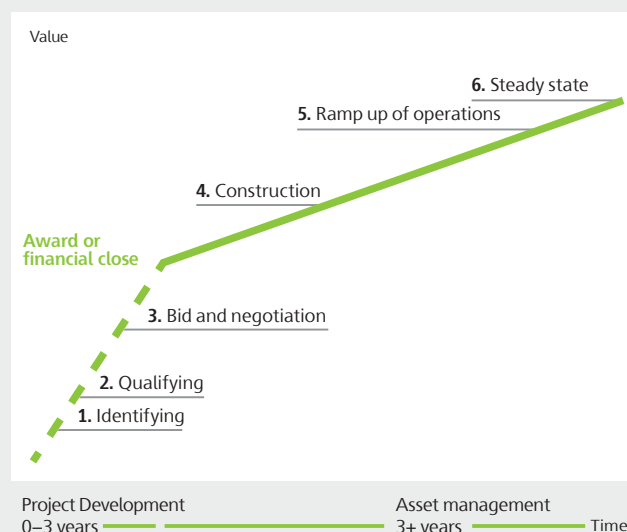 Value
6. Steady state
5. Ramp up of operations
4. Construction
Award or
financial close
3. Bid and negotiation
2. Qualifying
1. Identifying
Project Development
0–3 years
Asset management
3+ years
Time